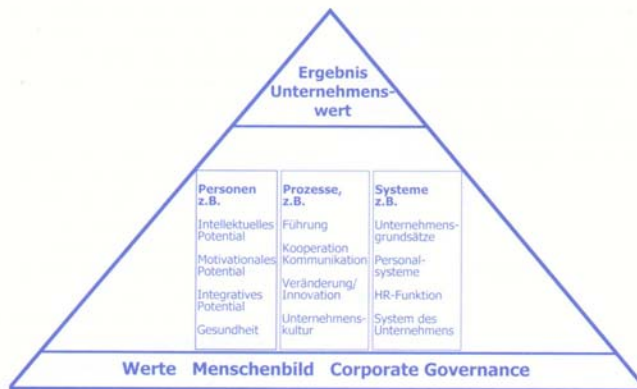 Ergebnis
Unternehmens-
wert
Personen
z.B.
Intellektuelles
Potential
Motivationales
Potential
Integratives
Potential
Gesundheit
Prozesse,
z.B.
Führung
Kooperation
Kommunikation
Veränderung/
Innovation
Unternehmens-
kultur
Systeme
z.B.
Unternehmens-
grundsätze
Personal-
systeme
HR-Funktion
System des
Unternehmens
Werte Menschenbild Corporate Governance